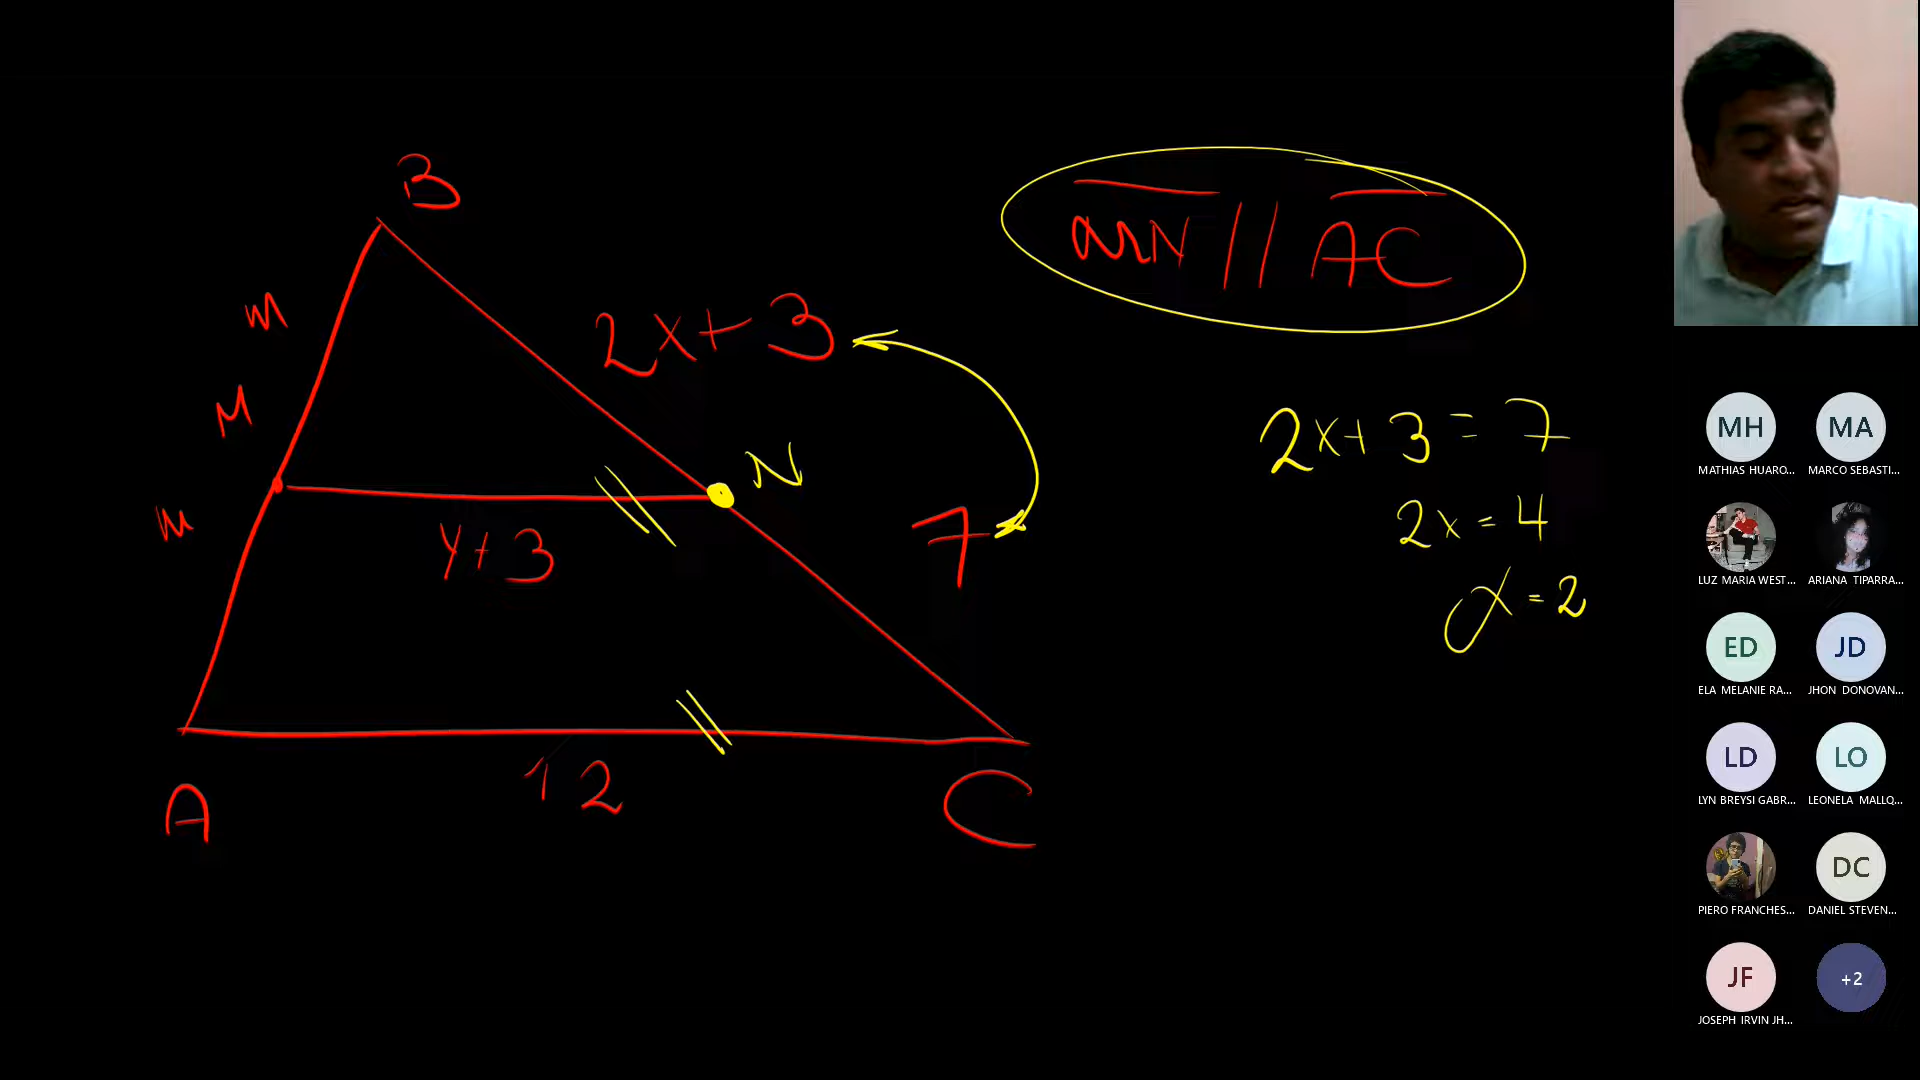 B
MN // AC
m
2x + 3
M
N
2x + 3 = 7
m
y + 3
7
2x = 4
x = 2
12
A
C
MH
MA
MATHIAS HUARO...
MARCO SEBASTI...
LUZ MARIA WEST...
ARIANA TIPARRA...
ED
JD
ELA MELANIE RA...
JHON DONOVAN...
LD
LO
LYN BREYSI GABR...
LEONELA MALLQ...
DC
PIERO FRANCHES...
DANIEL STEVEN...
JF
+2
JOSEPH IRVIN JH...